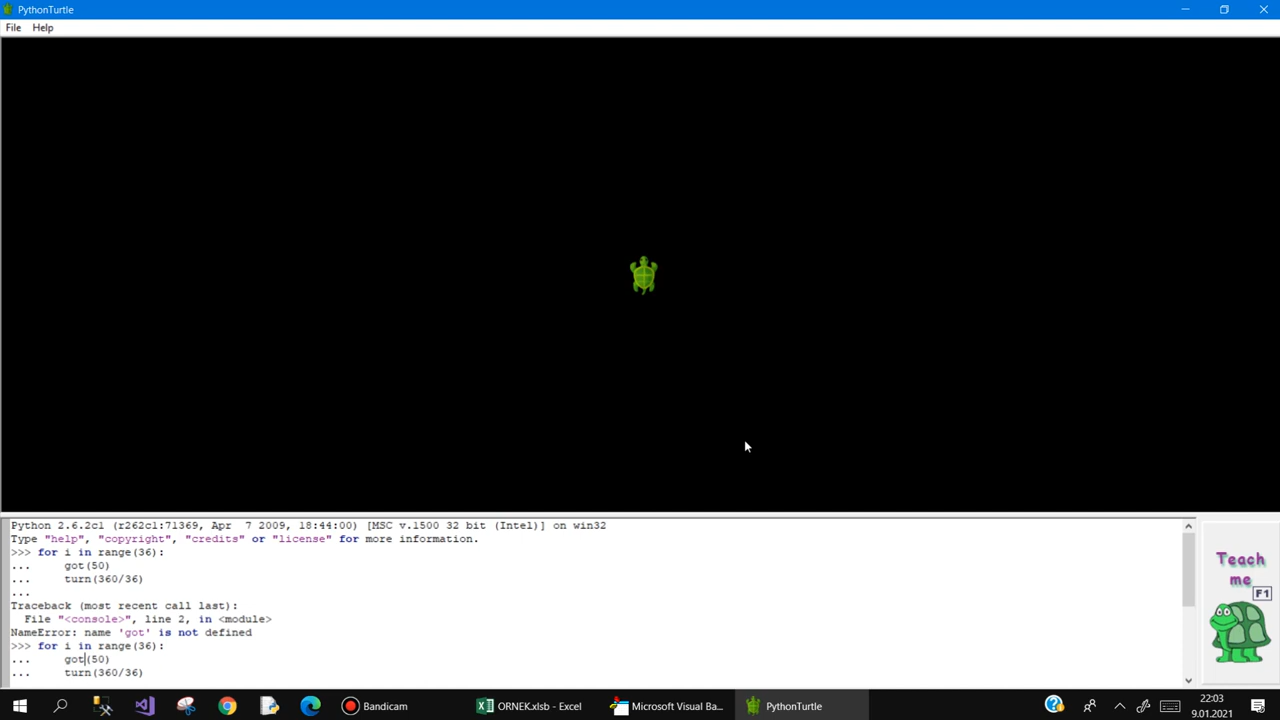 PythonTurtle
File Help
Python 2.6.2c1 (r262c1:71369, Apr  7 2009, 18:44:00) [MSC v.1500 32 bit (Intel)] on win32
Type "help", "copyright", "credits" or "license" for more information.
>>> for i in range(36):
...     got(50)
...     turn(360/36)
...
Traceback (most recent call last):
  File "<console>", line 2, in <module>
NameError: name 'got' is not defined
>>> for i in range(36):
...     got(50)
...     turn(360/36)
Teach
me
F1
Bandicam
ORNEK.xlsb - Excel
Microsoft Visual Ba...
PythonTurtle
22:03
9.01.2021